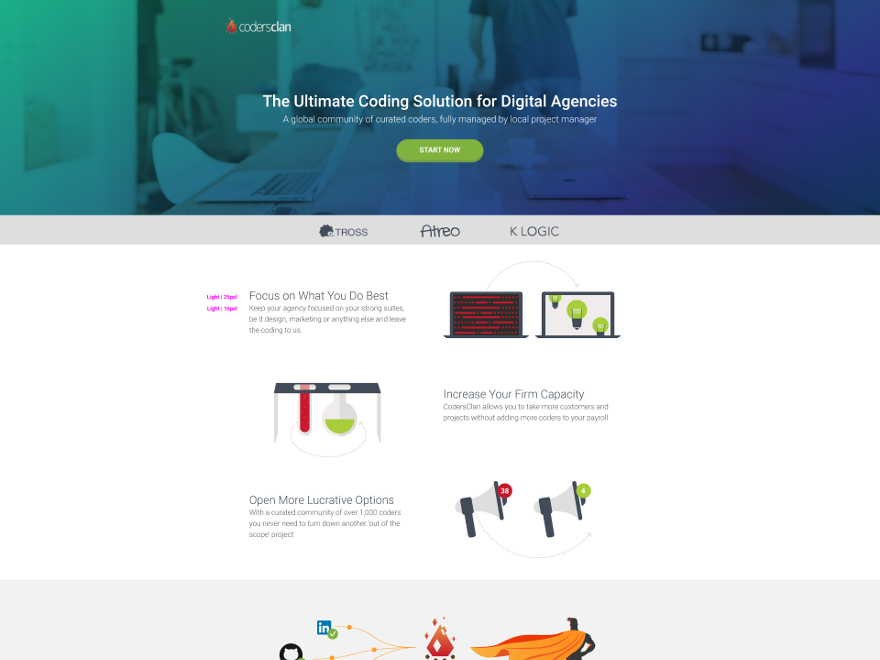 codersclan
The Ultimate Coding Solution for Digital Agencies
A global community of curated coders, fully managed by local project manager
START NOW
TROSS
Atreo
K LOGIC
Light | 25pxl
Focus on What You Do Best
Light | 16pxl
Keep your agency focused on your strong suites,
be it design, marketing or anything else and leave
the coding to us.
Increase Your Firm Capacity
CodersClan allows you to take more customers and
projects without adding more coders to your payroll
38
4
Open More Lucrative Options
With a curated community of over 1,000 coders
you never need to turn down another 'out of the
scope' project
in